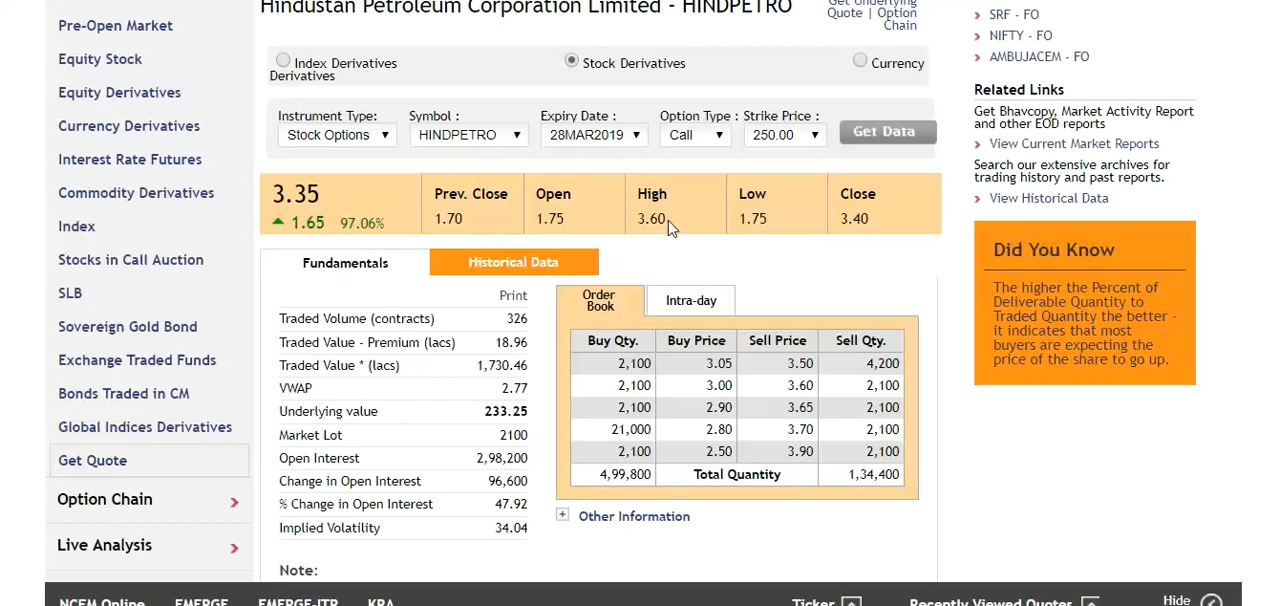 Hindustan Petroleum Corporation Limited - HINDPETRO
Get Underlying
Quote | Option
Chain
Pre-Open Market
Equity Stock
Equity Derivatives
Currency Derivatives
Interest Rate Futures
Commodity Derivatives
Index
Stocks in Call Auction
SLB
Sovereign Gold Bond
Exchange Traded Funds
Bonds Traded in CM
Global Indices Derivatives
Get Quote
Option Chain
Live Analysis
Index Derivatives
Stock Derivatives
Currency
Derivatives
Instrument Type:
Symbol :
Expiry Date :
Option Type :
Strike Price :
Stock Options
HINDPETRO
28MAR2019
Call
250.00
Get Data
3.35
1.65 97.06%
Prev. Close
1.70
Open
1.75
High
3.60
Low
1.75
Close
3.40
Fundamentals
Historical Data
Print
Traded Volume (contracts) 326
Traded Value - Premium (lacs) 18.96
Traded Value * (lacs) 1,730.46
VWAP 2.77
Underlying value 233.25
Market Lot 2100
Open Interest 2,98,200
Change in Open Interest 96,600
% Change in Open Interest 47.92
Implied Volatility 34.04
Note:
Order
Book
Intra-day
Buy Qty. Buy Price Sell Price Sell Qty.
2,100 3.05 3.50 4,200
2,100 3.00 3.60 2,100
2,100 2.90 3.65 2,100
21,000 2.80 3.70 2,100
2,100 2.50 3.90 2,100
4,99,800 Total Quantity 1,34,400
Other Information
SRF - FO
NIFTY - FO
AMBUJACEM - FO
Related Links
Get Bhavcopy, Market Activity Report
and other EOD reports
View Current Market Reports
Search our extensive archives for
trading history and past reports.
View Historical Data
Did You Know
The higher the Percent of
Deliverable Quantity to
Traded Quantity the better -
it indicates that most
buyers are expecting the
price of the share to go up.
NCFM Online
EMERGE
EMERGE-ITP
KRA
Ticker
Recently Viewed Quotes
Hide